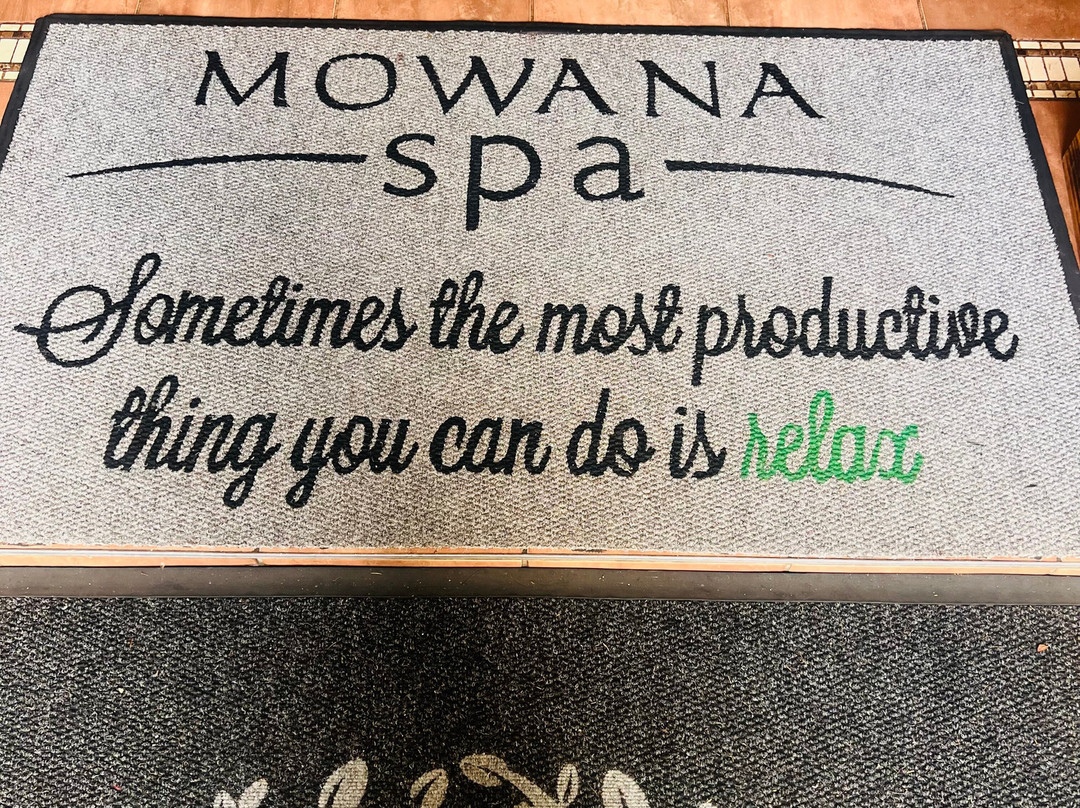 MOWANA
spa
Sometimes the most productive
thing you can do is relax